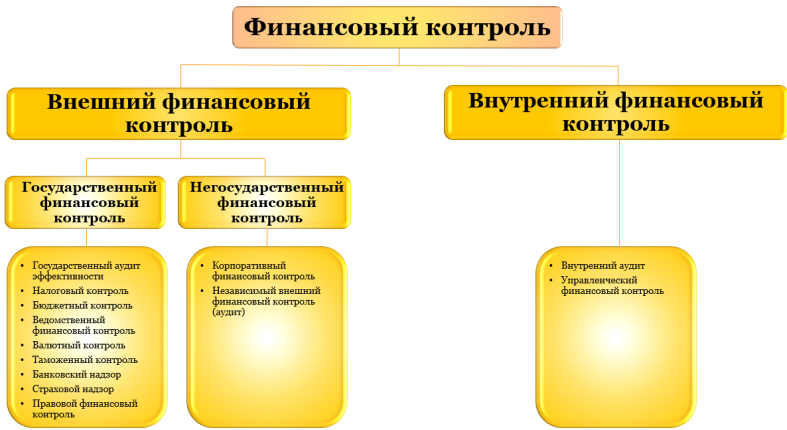 Финансовый контроль
Внешний финансовый
контроль
Внутренний финансовый
контроль
Государственный
финансовый
контроль
Негосударственный
финансовый
контроль
• Государственный аудит
эффективности
• Налоговый контроль
• Бюджетный контроль
• Ведомственный
финансовый контроль
• Валютный контроль
• Таможенный контроль
• Банковский надзор
• Страховой надзор
• Правовой финансовый
контроль
• Корпоративный
финансовый контроль
• Независимый внешний
финансовый контроль
(аудит)
• Внутренний аудит
• Управленческий
финансовый контроль